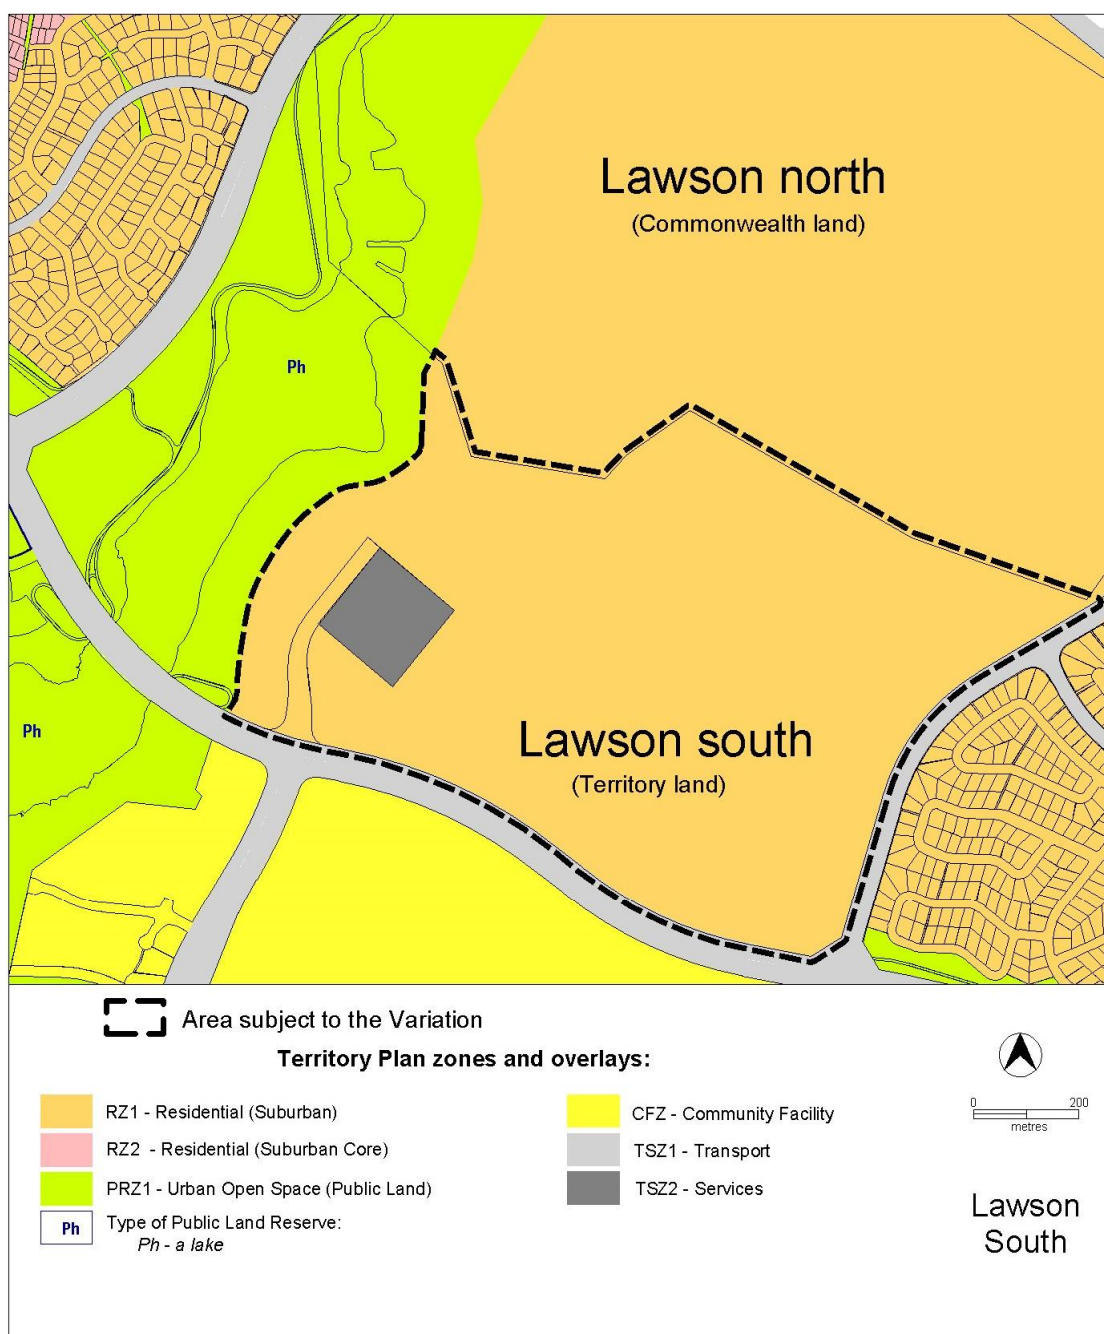 Lawson north
(Commonwealth land)
Ph
Ph
Lawson south
(Territory land)
Area subject to the Variation
Territory Plan zones and overlays:
RZ1 - Residential (Suburban)
RZ2 - Residential (Suburban Core)
PRZ1 - Urban Open Space (Public Land)
Ph Type of Public Land Reserve:
Ph - a lake
CFZ - Community Facility
TSZ1 - Transport
TSZ2 - Services
0 200
metres
Lawson
South